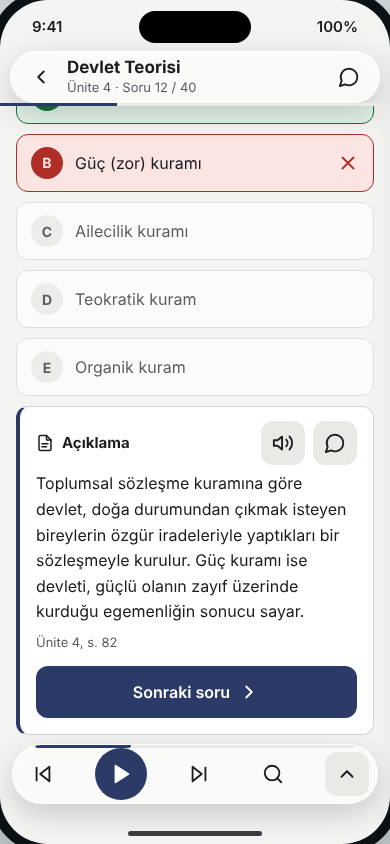 9:41
100%
Devlet Teorisi
Ünite 4 · Soru 12 / 40
B
Güç (zor) kuramı
C
Ailecilik kuramı
D
Teokratik kuram
E
Organik kuram
Açıklama
Toplumsal sözleşme kuramına göre
devlet, doğa durumundan çıkmak isteyen
bireylerin özgür iradeleriyle yaptıkları bir
sözleşmeyle kurulur. Güç kuramı ise
devleti, güçlü olanın zayıf üzerinde
kurduğu egemenliğin sonucu sayar.
Ünite 4, s. 82
Sonraki soru